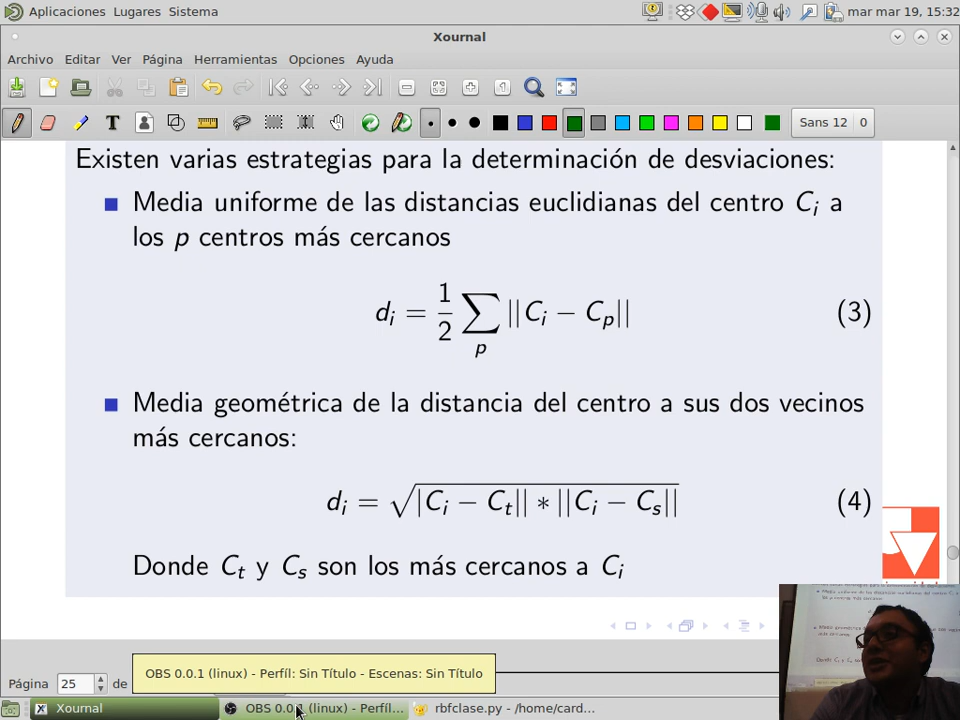 Aplicaciones Lugares Sistema mar mar 19, 15:32
Xournal
Archivo Editar Ver Página Herramientas Opciones Ayuda
Sans 12 0
Existen varias estrategias para la determinación de desviaciones:
Media uniforme de las distancias euclidianas del centro C_i a
los p centros más cercanos
d_i = 1/2 ∑_p ||C_i − C_p|| (3)
Media geométrica de la distancia del centro a sus dos vecinos
más cercanos:
d_i = √|C_i − C_t|| * ||C_i − C_s|| (4)
Donde C_t y C_s son los más cercanos a C_i
OBS 0.0.1 (linux) - Perfíl: Sin Título - Escenas: Sin Título
Página 25 de
Xournal OBS 0.0.1 (linux) - Perfíl... rbfclase.py - /home/card...